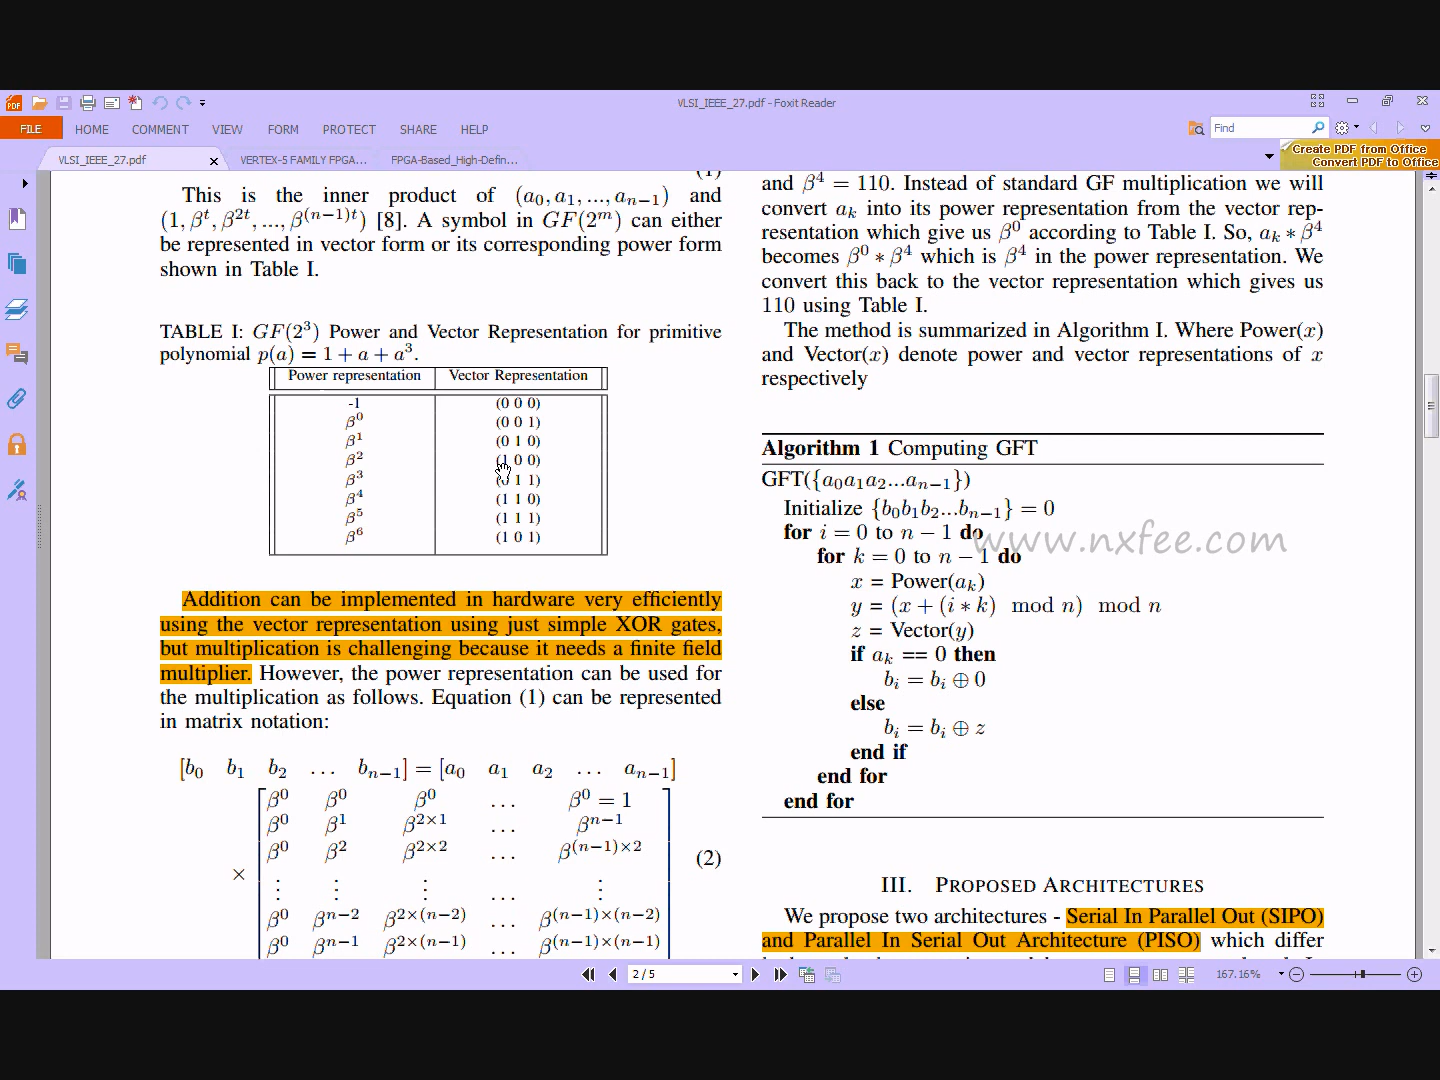 VLSI_IEEE_27.pdf - Foxit Reader
FILE HOME COMMENT VIEW FORM PROTECT SHARE HELP
Find
VLSI_IEEE_27.pdf VERTEX-5 FAMILY FPGA... FPGA-Based_High-Defin...
Create PDF from Office
Convert PDF to Office
This is the inner product of (a₀, a₁, ..., aₙ₋₁) and
(1, βᵗ, β²ᵗ, ..., β⁽ⁿ⁻¹⁾ᵗ) [8]. A symbol in GF(2ᵐ) can either
be represented in vector form or its corresponding power form
shown in Table I.
TABLE I: GF(2³) Power and Vector Representation for primitive
polynomial p(a) = 1 + a + a³.
Power representation Vector Representation
-1 (0 0 0)
β⁰ (0 0 1)
β¹ (0 1 0)
β² (1 0 0)
β³ (0 1 1)
β⁴ (1 1 0)
β⁵ (1 1 1)
β⁶ (1 0 1)
Addition can be implemented in hardware very efficiently
using the vector representation using just simple XOR gates,
but multiplication is challenging because it needs a finite field
multiplier. However, the power representation can be used for
the multiplication as follows. Equation (1) can be represented
in matrix notation:
[b₀ b₁ b₂ ... bₙ₋₁] = [a₀ a₁ a₂ ... aₙ₋₁]
β⁰ β⁰ β⁰ ... β⁰ = 1
β⁰ β¹ β²ˣ¹ ... βⁿ⁻¹
β⁰ β² β²ˣ² ... β⁽ⁿ⁻¹⁾ˣ²
× ⋮ ⋮ ⋮ ... ⋮ (2)
β⁰ βⁿ⁻² β²ˣ⁽ⁿ⁻²⁾ ... β⁽ⁿ⁻¹⁾ˣ⁽ⁿ⁻²⁾
β⁰ βⁿ⁻¹ β²ˣ⁽ⁿ⁻¹⁾ ... β⁽ⁿ⁻¹⁾ˣ⁽ⁿ⁻¹⁾
and β⁴ = 110. Instead of standard GF multiplication we will
convert aₖ into its power representation from the vector rep-
resentation which give us β⁰ according to Table I. So, aₖ * β⁴
becomes β⁰ * β⁴ which is β⁴ in the power representation. We
convert this back to the vector representation which gives us
110 using Table I.
The method is summarized in Algorithm I. Where Power(x)
and Vector(x) denote power and vector representations of x
respectively
Algorithm 1 Computing GFT
GFT({a₀a₁a₂...aₙ₋₁})
Initialize {b₀b₁b₂...bₙ₋₁} = 0
for i = 0 to n − 1 do
for k = 0 to n − 1 do
x = Power(aₖ)
y = (x + (i * k) mod n) mod n
z = Vector(y)
if aₖ == 0 then
bᵢ = bᵢ ⊕ 0
else
bᵢ = bᵢ ⊕ z
end if
end for
end for
www.nxfee.com
III. PROPOSED ARCHITECTURES
We propose two architectures - Serial In Parallel Out (SIPO)
and Parallel In Serial Out Architecture (PISO) which differ
2 / 5
167.16%